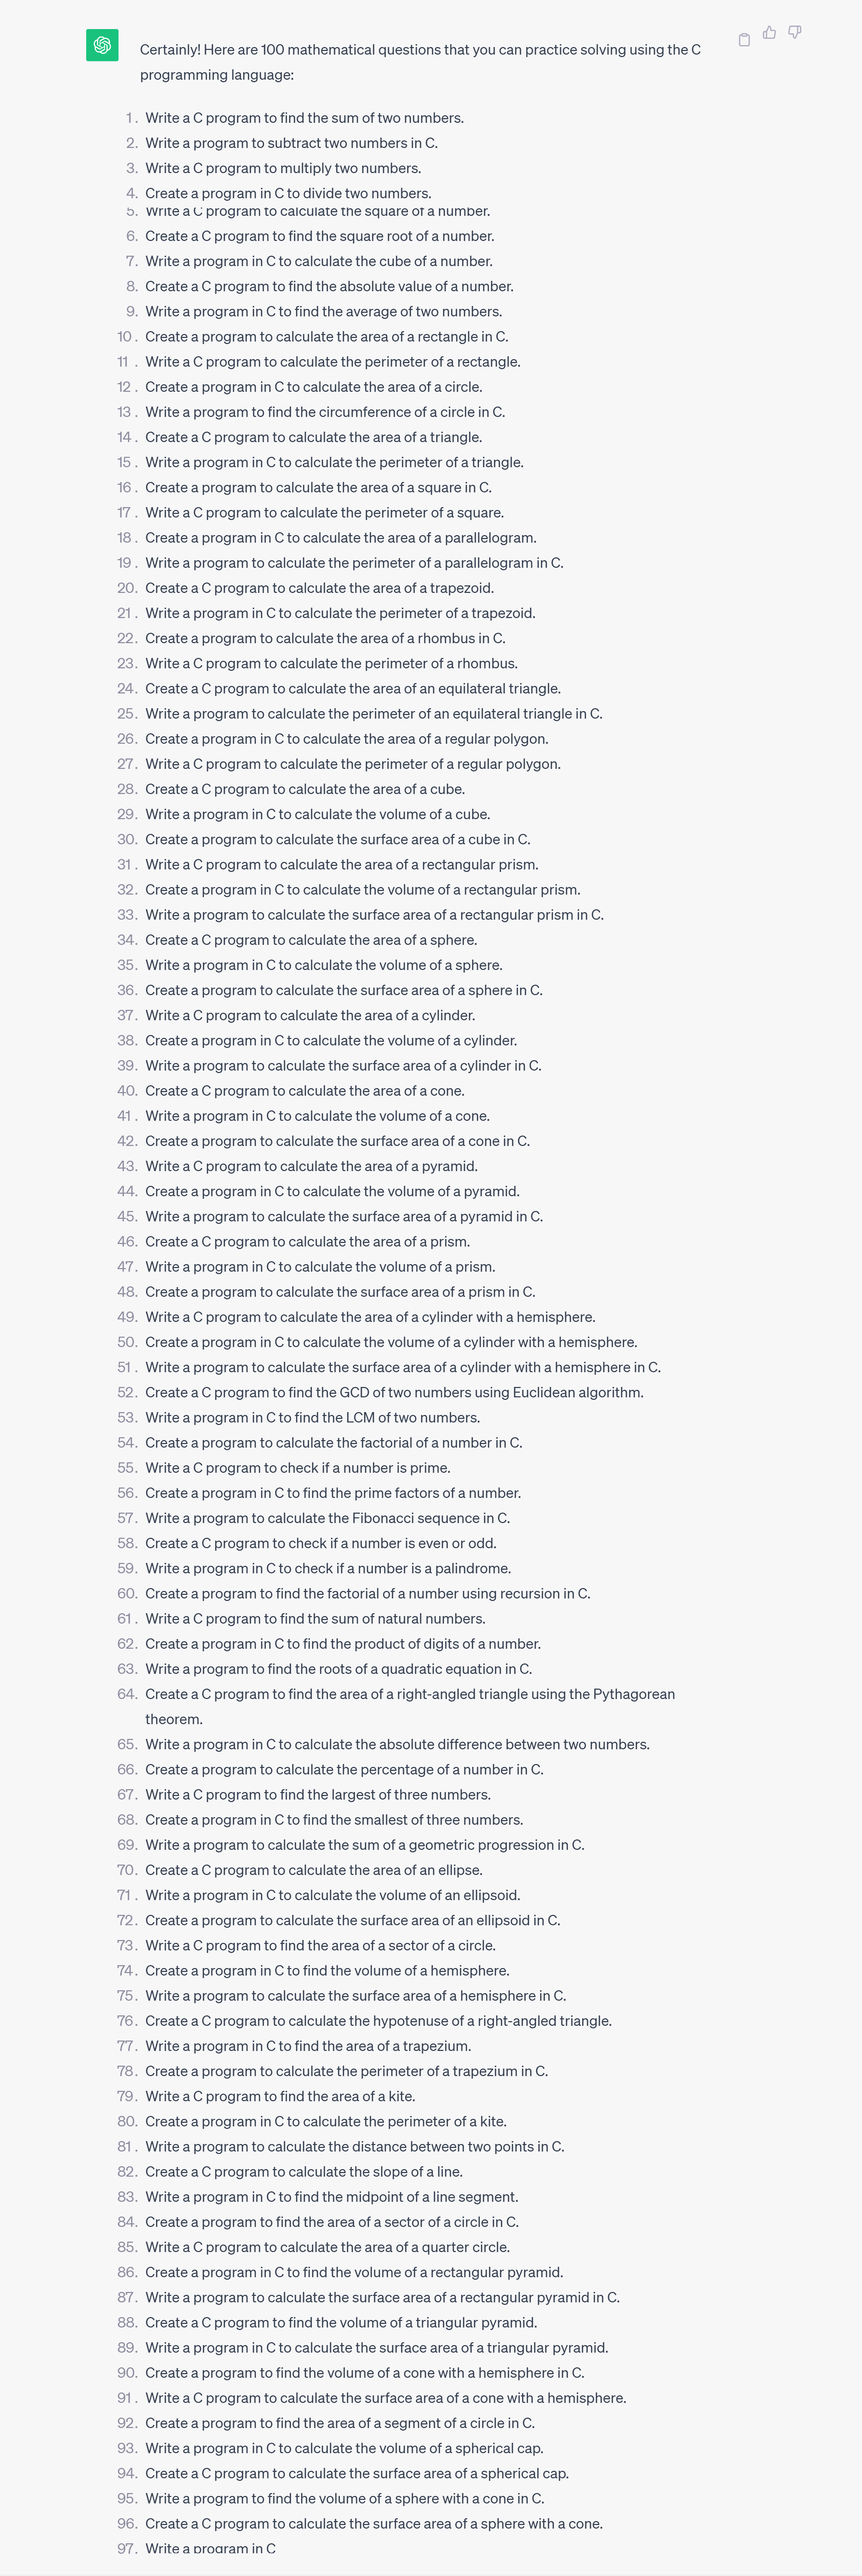 Certainly! Here are 100 mathematical questions that you can practice solving using the C
programming language:
1. Write a C program to find the sum of two numbers.
2. Write a program to subtract two numbers in C.
3. Write a C program to multiply two numbers.
4. Create a program in C to divide two numbers.
5. Write a C program to calculate the square of a number.
6. Create a C program to find the square root of a number.
7. Write a program in C to calculate the cube of a number.
8. Create a C program to find the absolute value of a number.
9. Write a program in C to find the average of two numbers.
10. Create a program to calculate the area of a rectangle in C.
11. Write a C program to calculate the perimeter of a rectangle.
12. Create a program in C to calculate the area of a circle.
13. Write a program to find the circumference of a circle in C.
14. Create a C program to calculate the area of a triangle.
15. Write a program in C to calculate the perimeter of a triangle.
16. Create a program to calculate the area of a square in C.
17. Write a C program to calculate the perimeter of a square.
18. Create a program in C to calculate the area of a parallelogram.
19. Write a program to calculate the perimeter of a parallelogram in C.
20. Create a C program to calculate the area of a trapezoid.
21. Write a program in C to calculate the perimeter of a trapezoid.
22. Create a program to calculate the area of a rhombus in C.
23. Write a C program to calculate the perimeter of a rhombus.
24. Create a C program to calculate the area of an equilateral triangle.
25. Write a program to calculate the perimeter of an equilateral triangle in C.
26. Create a program in C to calculate the area of a regular polygon.
27. Write a C program to calculate the perimeter of a regular polygon.
28. Create a C program to calculate the area of a cube.
29. Write a program in C to calculate the volume of a cube.
30. Create a program to calculate the surface area of a cube in C.
31. Write a C program to calculate the area of a rectangular prism.
32. Create a program in C to calculate the volume of a rectangular prism.
33. Write a program to calculate the surface area of a rectangular prism in C.
34. Create a C program to calculate the area of a sphere.
35. Write a program in C to calculate the volume of a sphere.
36. Create a program to calculate the surface area of a sphere in C.
37. Write a C program to calculate the area of a cylinder.
38. Create a program in C to calculate the volume of a cylinder.
39. Write a program to calculate the surface area of a cylinder in C.
40. Create a C program to calculate the area of a cone.
41. Write a program in C to calculate the volume of a cone.
42. Create a program to calculate the surface area of a cone in C.
43. Write a C program to calculate the area of a pyramid.
44. Create a program in C to calculate the volume of a pyramid.
45. Write a program to calculate the surface area of a pyramid in C.
46. Create a C program to calculate the area of a prism.
47. Write a program in C to calculate the volume of a prism.
48. Create a program to calculate the surface area of a prism in C.
49. Write a C program to calculate the area of a cylinder with a hemisphere.
50. Create a program in C to calculate the volume of a cylinder with a hemisphere.
51. Write a program to calculate the surface area of a cylinder with a hemisphere in C.
52. Create a C program to find the GCD of two numbers using Euclidean algorithm.
53. Write a program in C to find the LCM of two numbers.
54. Create a program to calculate the factorial of a number in C.
55. Write a C program to check if a number is prime.
56. Create a program in C to find the prime factors of a number.
57. Write a program to calculate the Fibonacci sequence in C.
58. Create a C program to check if a number is even or odd.
59. Write a program in C to check if a number is a palindrome.
60. Create a program to find the factorial of a number using recursion in C.
61. Write a C program to find the sum of natural numbers.
62. Create a program in C to find the product of digits of a number.
63. Write a program to find the roots of a quadratic equation in C.
64. Create a C program to find the area of a right-angled triangle using the Pythagorean
theorem.
65. Write a program in C to calculate the absolute difference between two numbers.
66. Create a program to calculate the percentage of a number in C.
67. Write a C program to find the largest of three numbers.
68. Create a program in C to find the smallest of three numbers.
69. Write a program to calculate the sum of a geometric progression in C.
70. Create a C program to calculate the area of an ellipse.
71. Write a program in C to calculate the volume of an ellipsoid.
72. Create a program to calculate the surface area of an ellipsoid in C.
73. Write a C program to find the area of a sector of a circle.
74. Create a program in C to find the volume of a hemisphere.
75. Write a program to calculate the surface area of a hemisphere in C.
76. Create a C program to calculate the hypotenuse of a right-angled triangle.
77. Write a program in C to find the area of a trapezium.
78. Create a program to calculate the perimeter of a trapezium in C.
79. Write a C program to find the area of a kite.
80. Create a program in C to calculate the perimeter of a kite.
81. Write a program to calculate the distance between two points in C.
82. Create a C program to calculate the slope of a line.
83. Write a program in C to find the midpoint of a line segment.
84. Create a program to find the area of a sector of a circle in C.
85. Write a C program to calculate the area of a quarter circle.
86. Create a program in C to find the volume of a rectangular pyramid.
87. Write a program to calculate the surface area of a rectangular pyramid in C.
88. Create a C program to find the volume of a triangular pyramid.
89. Write a program in C to calculate the surface area of a triangular pyramid.
90. Create a program to find the volume of a cone with a hemisphere in C.
91. Write a C program to calculate the surface area of a cone with a hemisphere.
92. Create a program to find the area of a segment of a circle in C.
93. Write a program in C to calculate the volume of a spherical cap.
94. Create a C program to calculate the surface area of a spherical cap.
95. Write a program to find the volume of a sphere with a cone in C.
96. Create a C program to calculate the surface area of a sphere with a cone.
97. Write a program in C